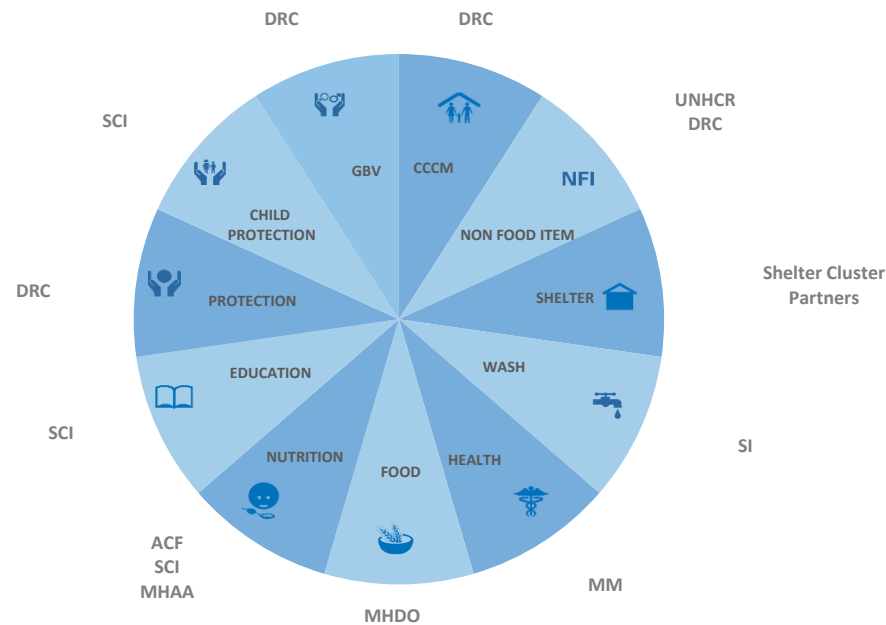 DRC
DRC
UNHCR
DRC
SCI
NFI
GBV
CCCM
CHILD
PROTECTION
NON FOOD ITEM
DRC
PROTECTION
SHELTER
Shelter Cluster
Partners
EDUCATION
WASH
SCI
NUTRITION
FOOD
HEALTH
SI
ACF
SCI
MHAA
MHDO
MM